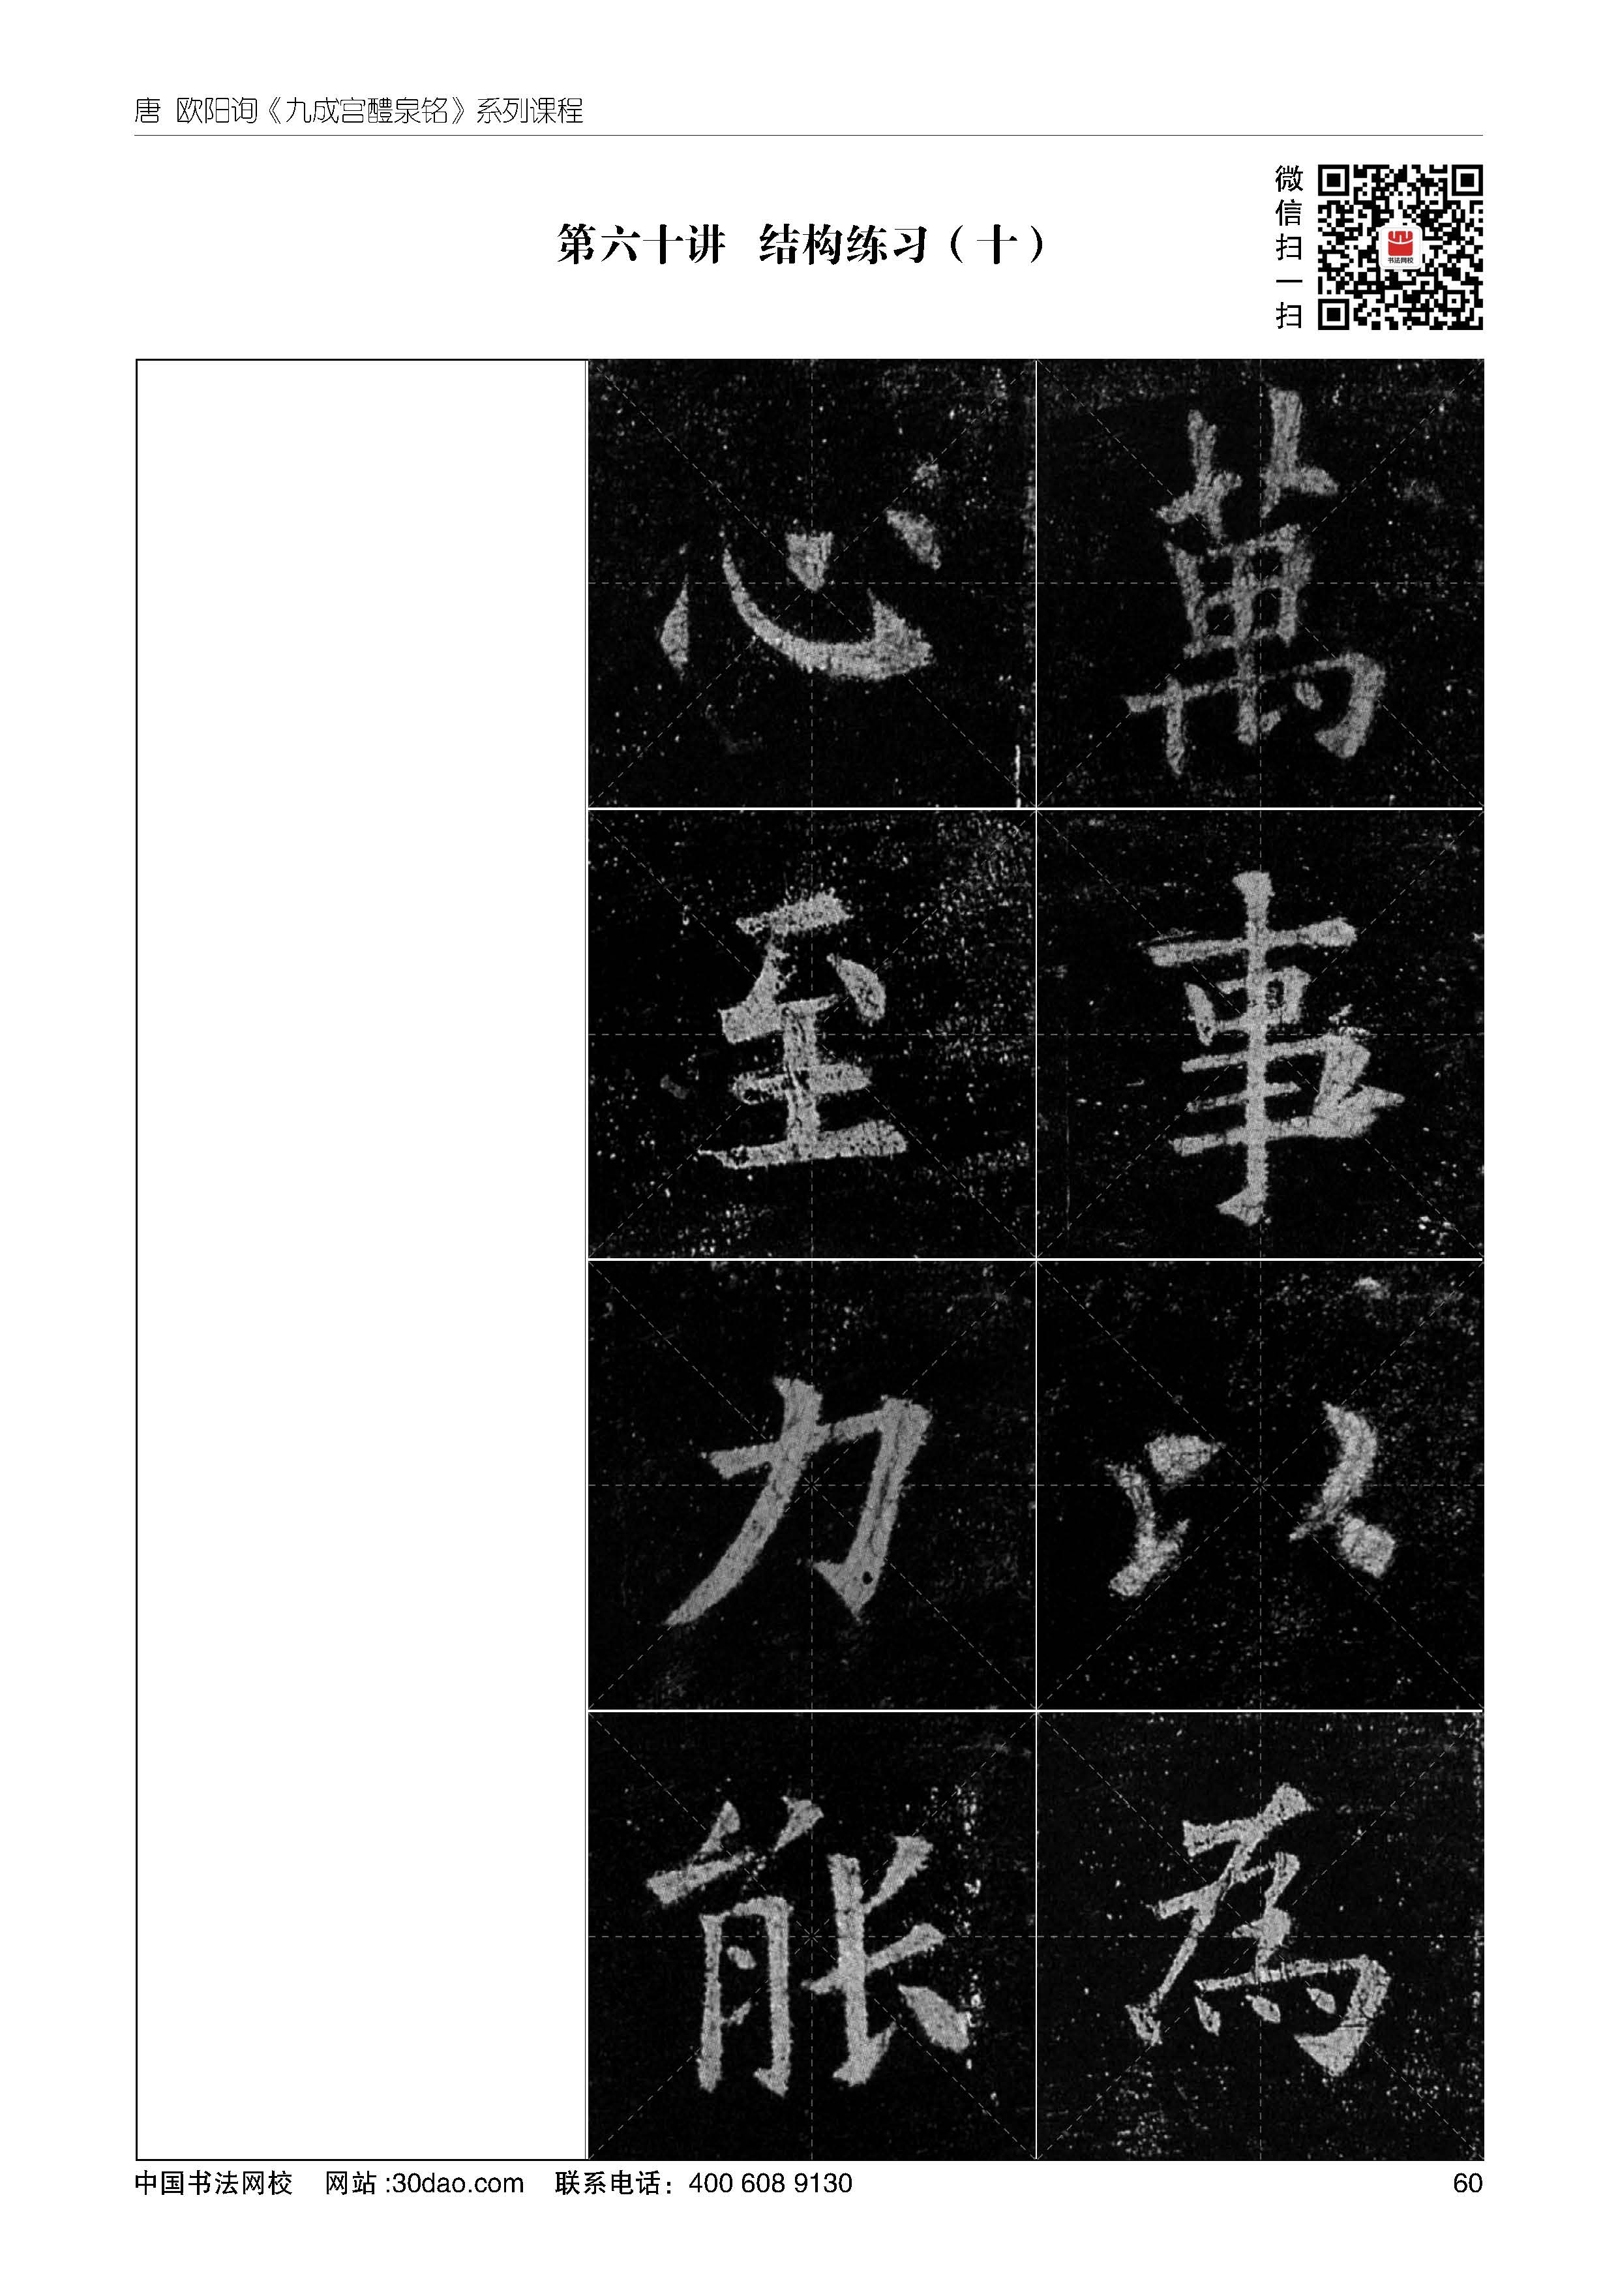 唐 欧阳询《九成宫醴泉铭》系列课程
第六十讲 结构练习（十）
微信扫一扫
书法网校
萬事以為
心至力能
中国书法网校 网站:30dao.com 联系电话：400 608 9130
60